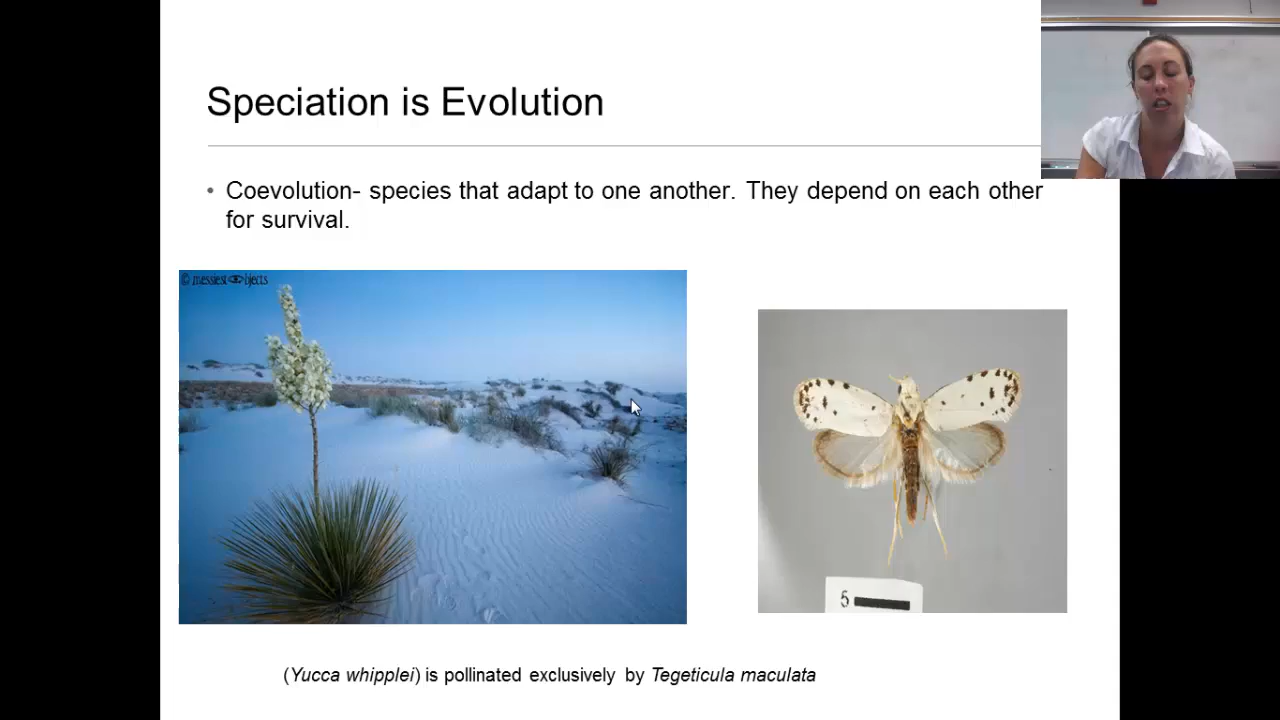 Speciation is Evolution
• Coevolution- species that adapt to one another. They depend on each other
for survival.
5
(Yucca whipplei) is pollinated exclusively by Tegeticula maculata